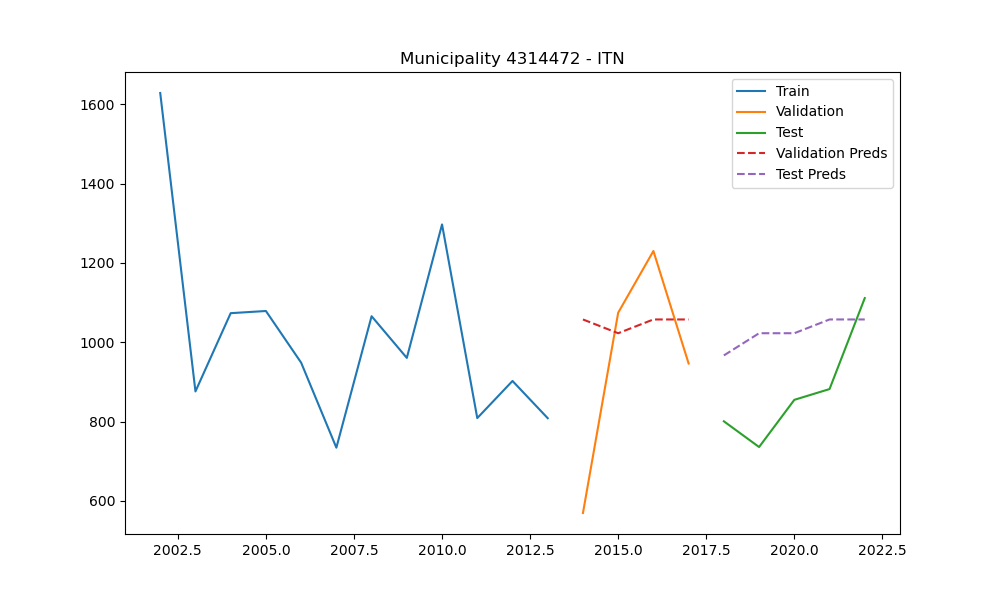 Municipality 4314472 - ITN
Train
Validation
Test
Validation Preds
Test Preds
1600
1400
1200
1000
800
600
2002.5 2005.0 2007.5 2010.0 2012.5 2015.0 2017.5 2020.0 2022.5